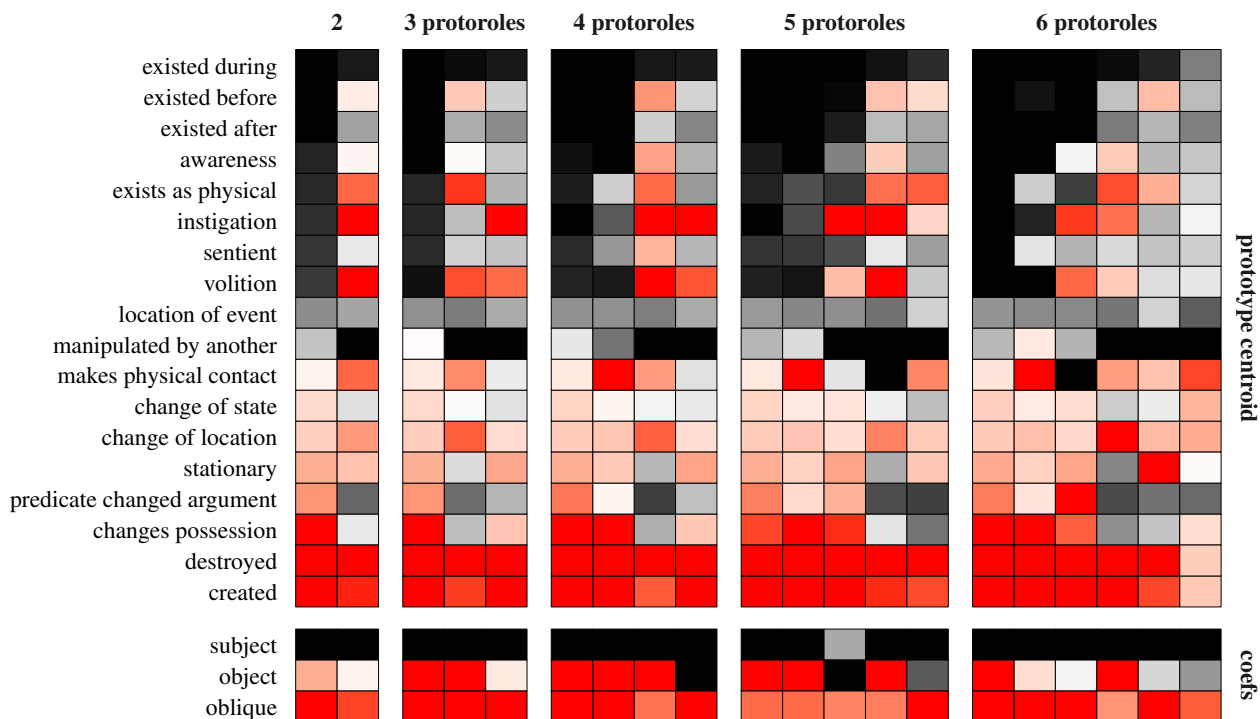 2 3 protoroles 4 protoroles 5 protoroles 6 protoroles
existed during
existed before
existed after
awareness
exists as physical
instigation
sentient
volition
location of event
manipulated by another
makes physical contact
change of state
change of location
stationary
predicate changed argument
changes possession
destroyed
created
prototype centroid
subject
object
oblique
coefs